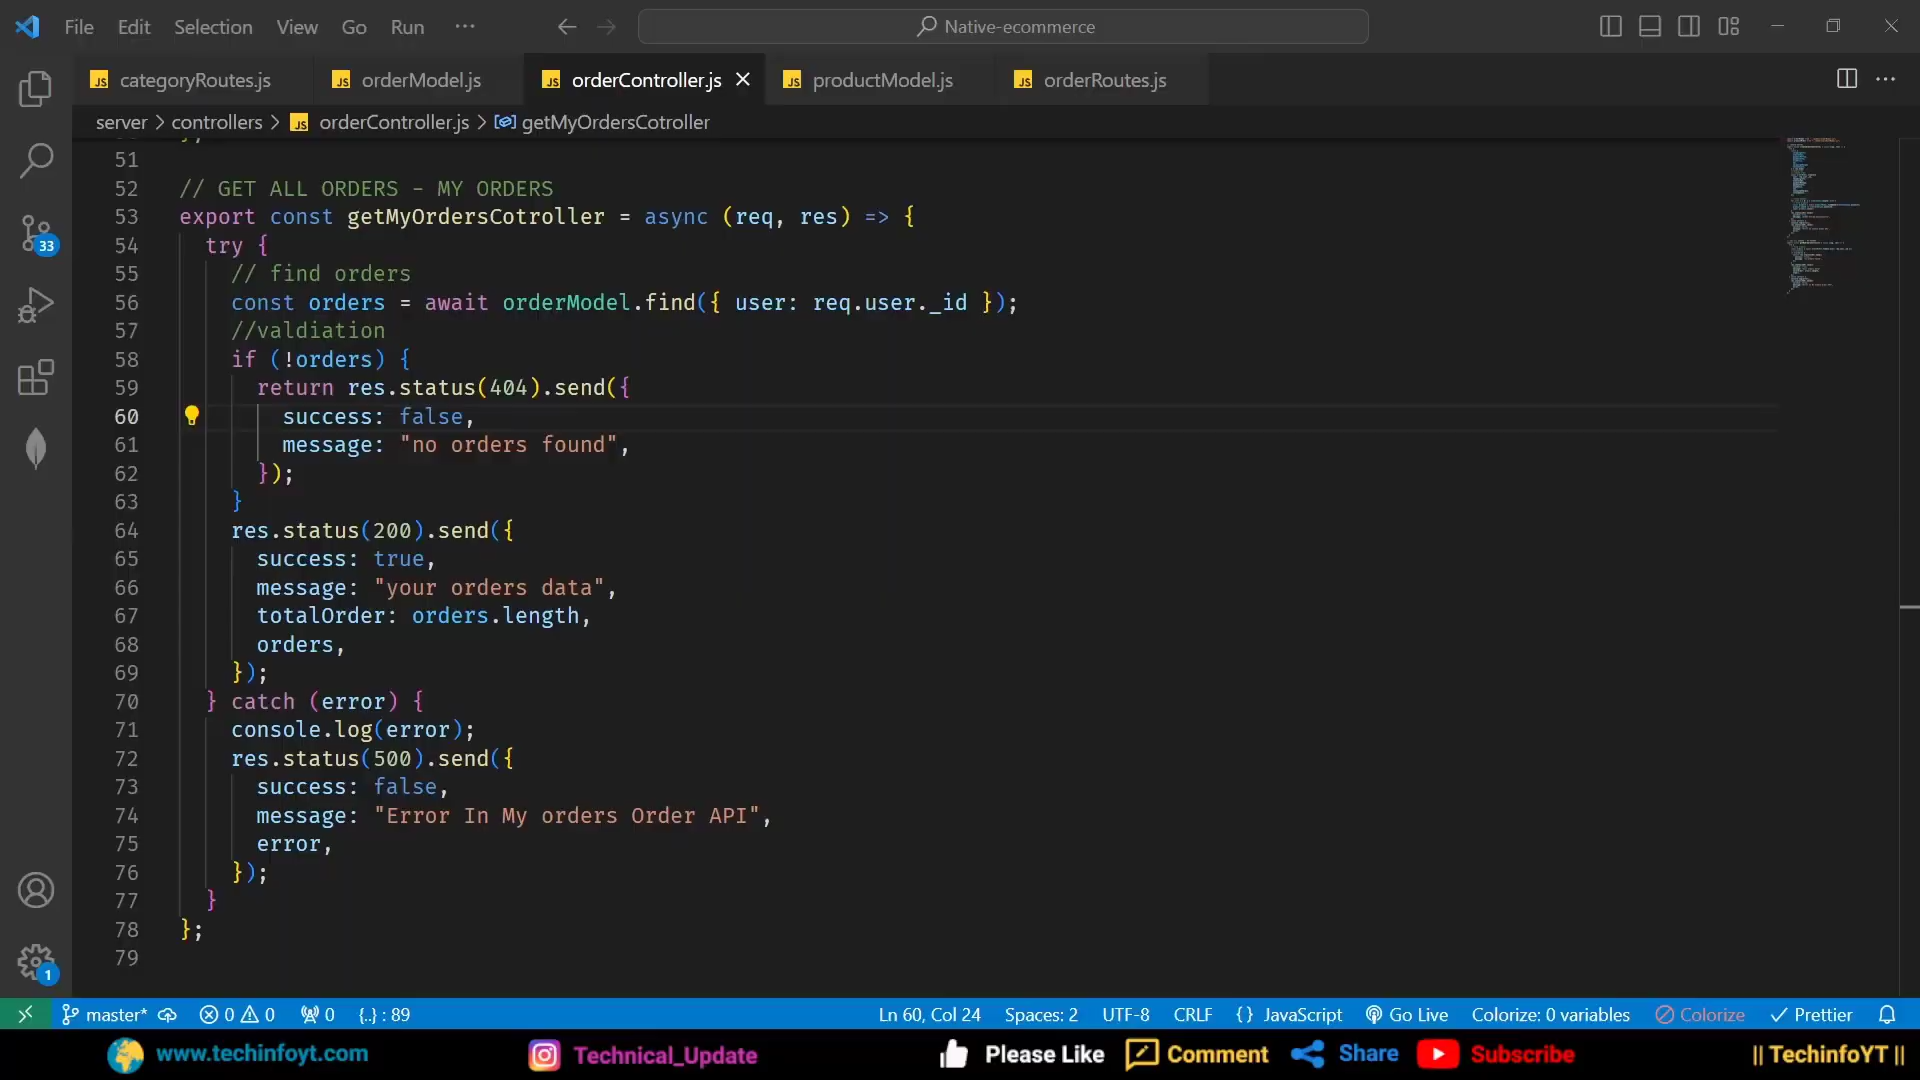 File Edit Selection View Go Run ··· Native-ecommerce
JS categoryRoutes.js JS orderModel.js JS orderController.js JS productModel.js JS orderRoutes.js
server > controllers > JS orderController.js > getMyOrdersCotroller
51
52 // GET ALL ORDERS - MY ORDERS
53 export const getMyOrdersCotroller = async (req, res) => {
54 try {
55 // find orders
56 const orders = await orderModel.find({ user: req.user._id });
57 //valdiation
58 if (!orders) {
59 return res.status(404).send({
60 success: false,
61 message: "no orders found",
62 });
63 }
64 res.status(200).send({
65 success: true,
66 message: "your orders data",
67 totalOrder: orders.length,
68 orders,
69 });
70 } catch (error) {
71 console.log(error);
72 res.status(500).send({
73 success: false,
74 message: "Error In My orders Order API",
75 error,
76 });
77 }
78 };
79
33
1
master* 0 0 0 {..} : 89 Ln 60, Col 24 Spaces: 2 UTF-8 CRLF {} JavaScript Go Live Colorize: 0 variables Colorize Prettier
www.techinfoyt.com Technical_Update Please Like Comment Share Subscribe || TechinfoYT ||